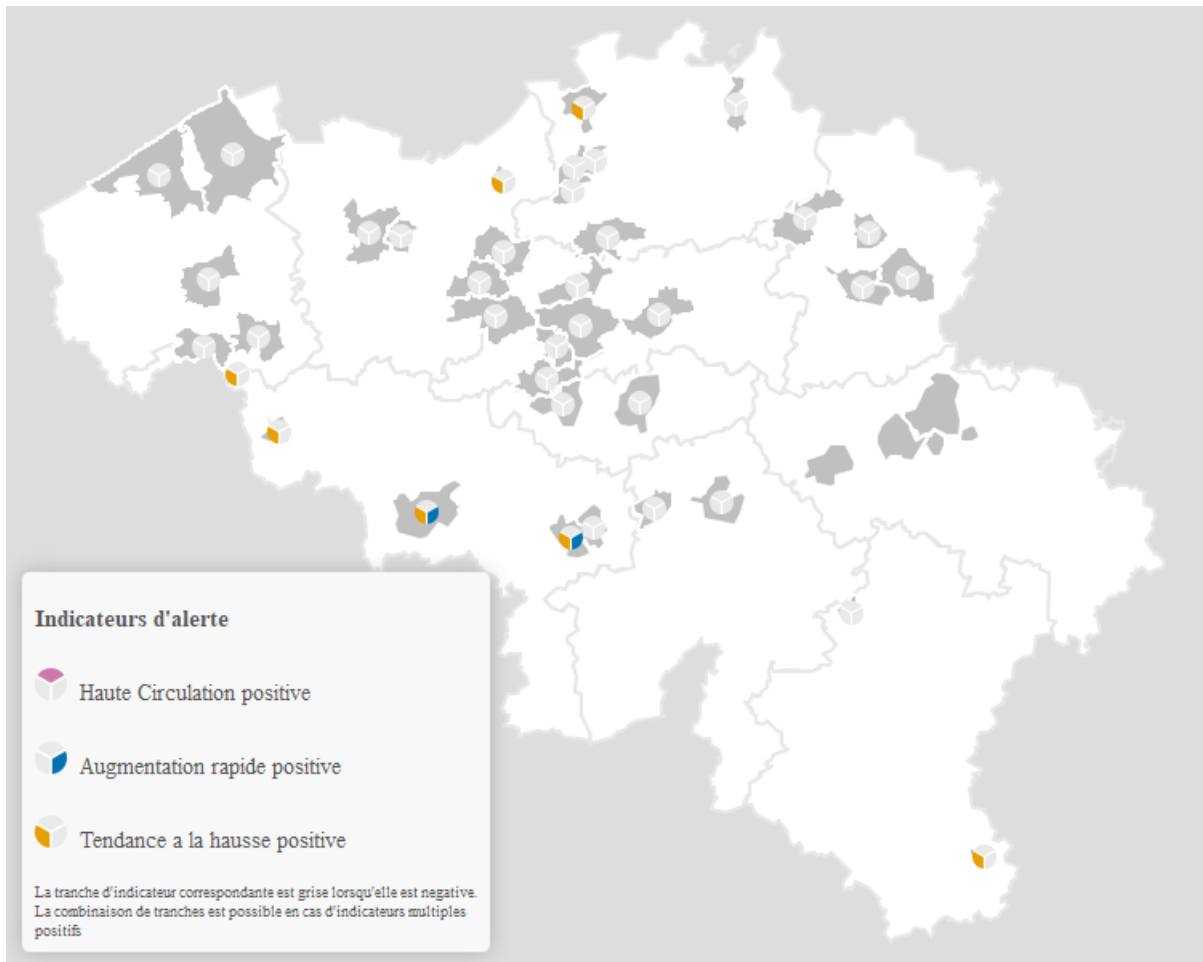 Indicateurs d'alerte
Haute Circulation positive
Augmentation rapide positive
Tendance a la hausse positive
La tranche d'indicateur correspondante est grise lorsqu'elle est negative.
La combinaison de tranches est possible en cas d'indicateurs multiples
positifs